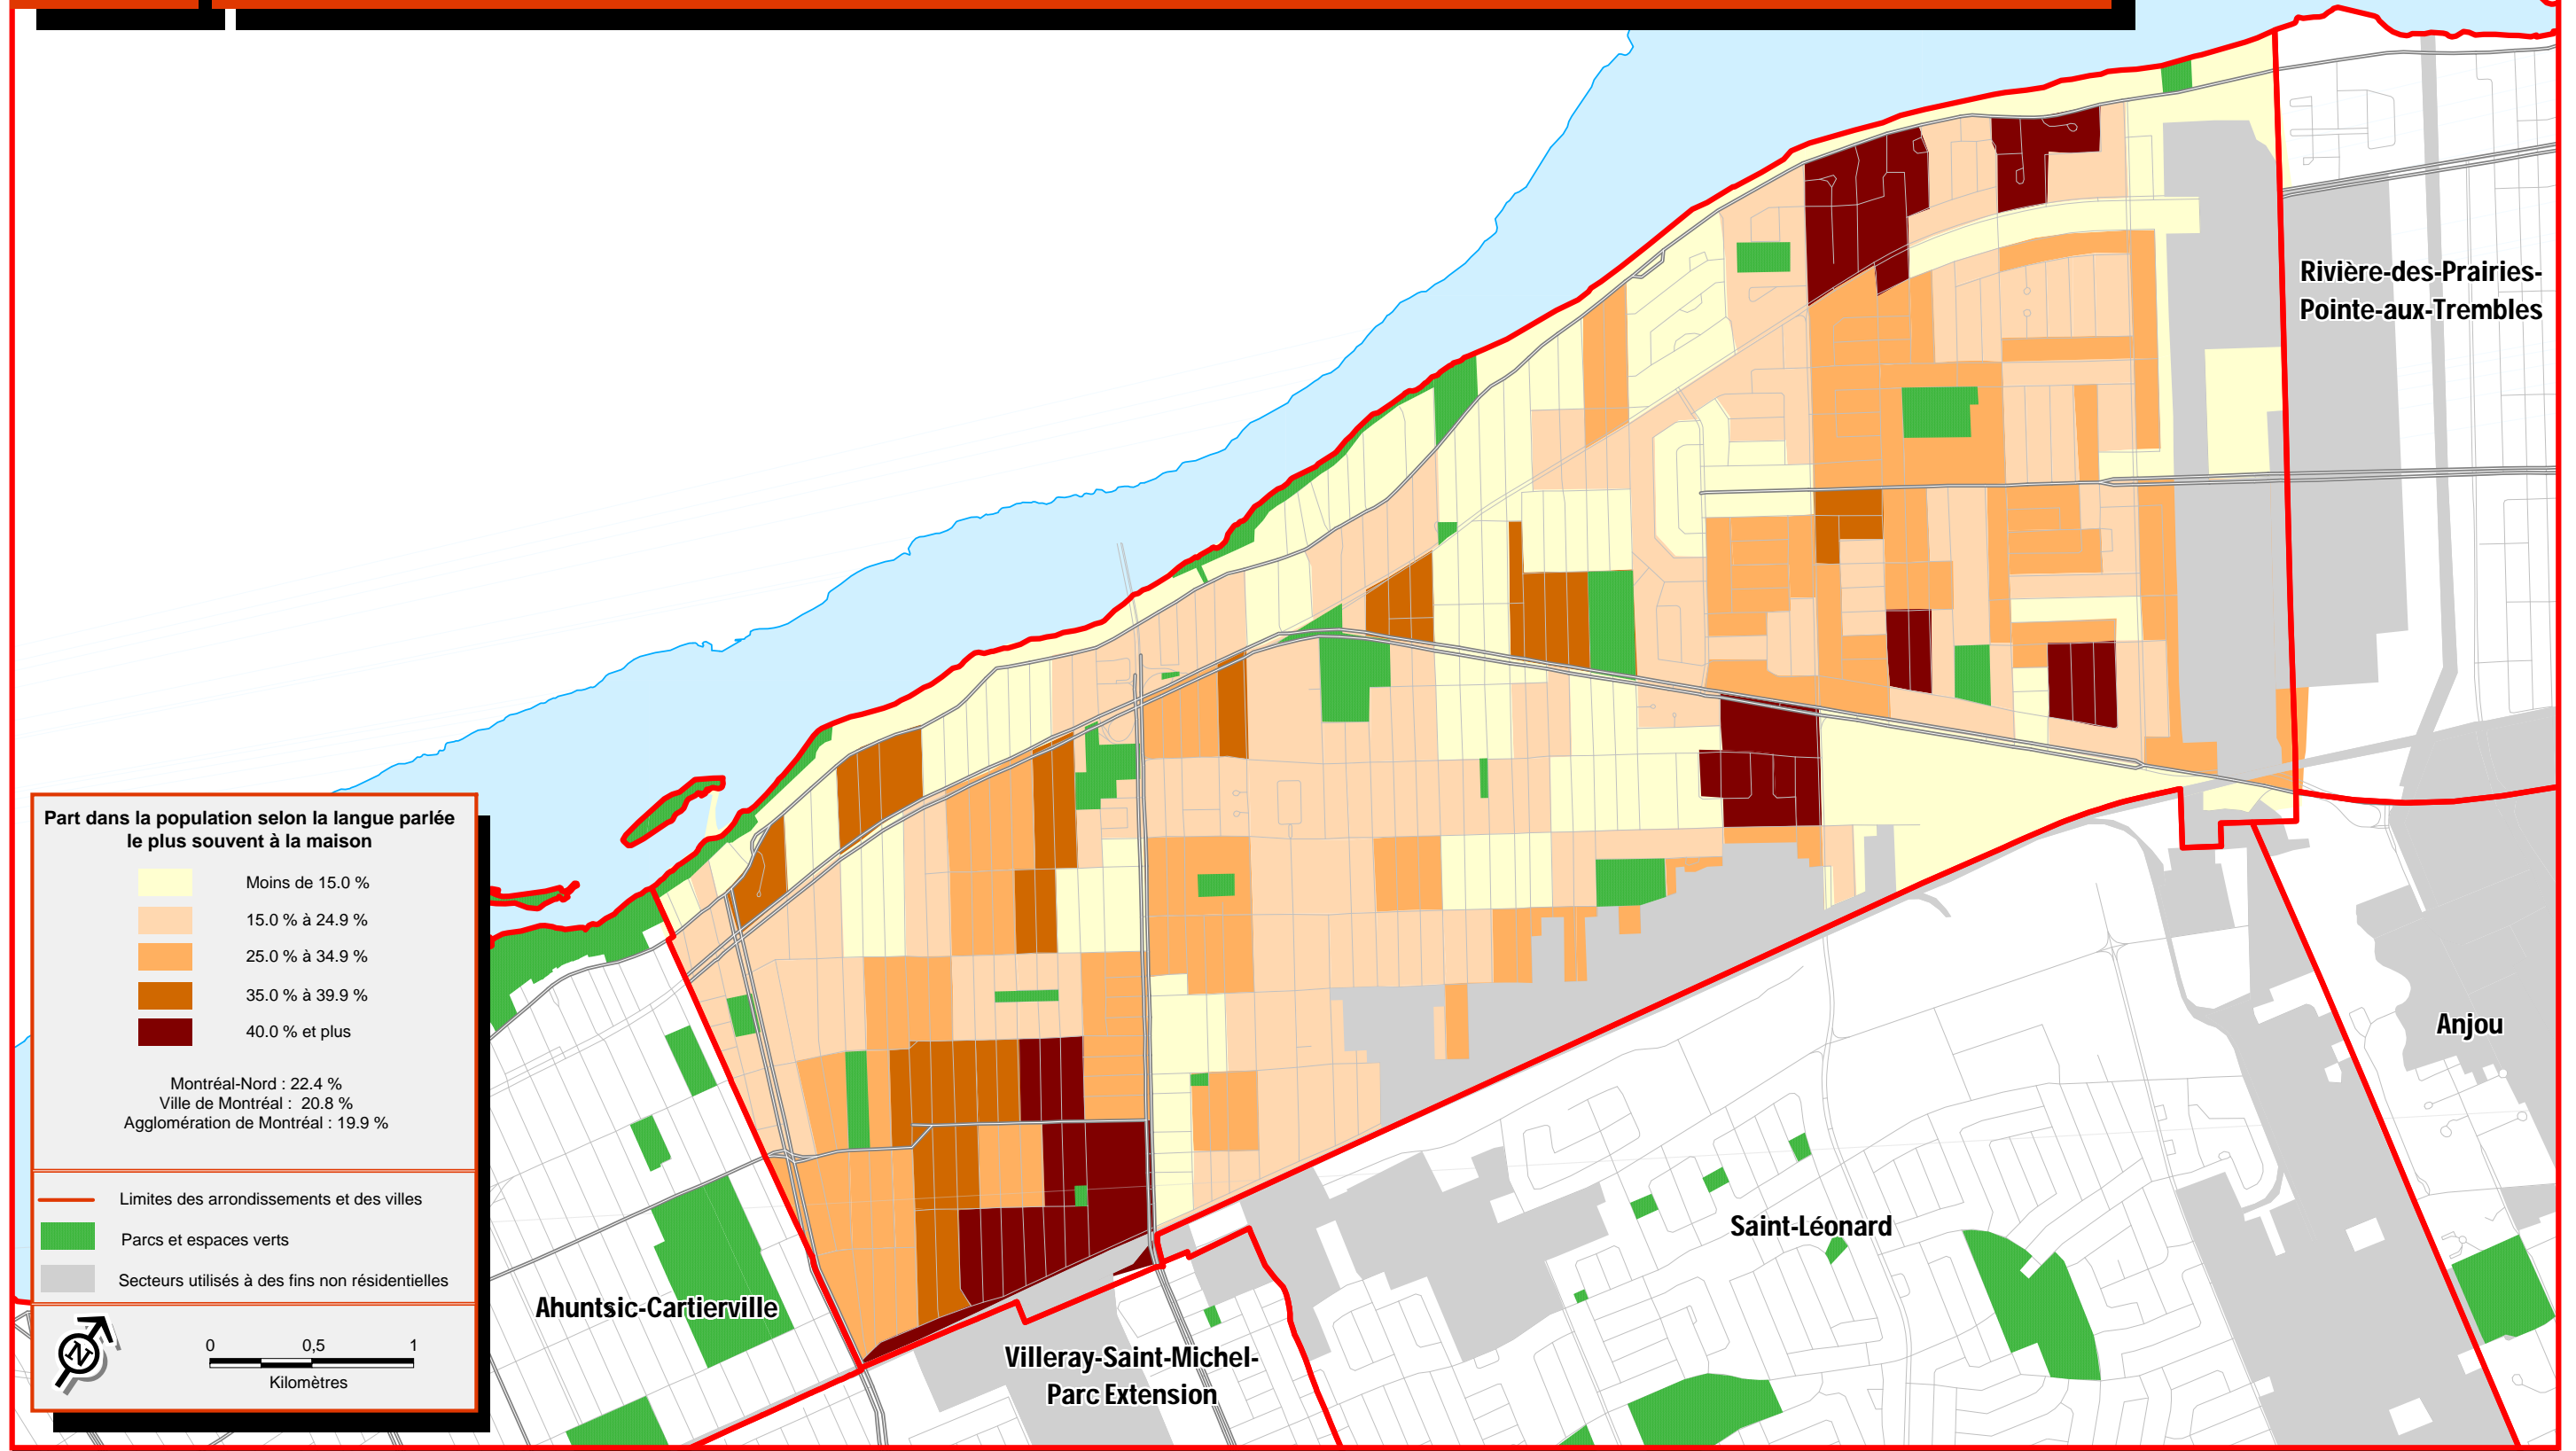 Rivière-des-Prairies-
Pointe-aux-Trembles
Part dans la population selon la langue parlée
le plus souvent à la maison
Moins de 15.0 %
15.0 % à 24.9 %
25.0 % à 34.9 %
35.0 % à 39.9 %
40.0 % et plus
Montréal-Nord : 22.4 %
Ville de Montréal : 20.8 %
Agglomération de Montréal : 19.9 %
Limites des arrondissements et des villes
Parcs et espaces verts
Secteurs utilisés à des fins non résidentielles
N
0 0,5 1
Kilomètres
Anjou
Saint-Léonard
Ahuntsic-Cartierville
Villeray-Saint-Michel-
Parc Extension